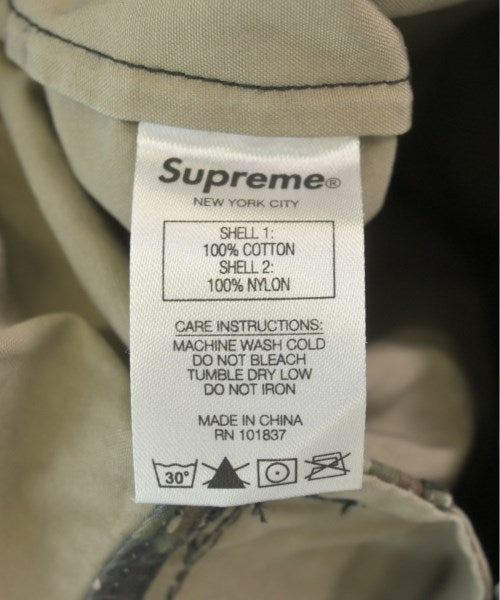 Supreme®
NEW YORK CITY
SHELL 1:
100% COTTON
SHELL 2:
100% NYLON
CARE INSTRUCTIONS:
MACHINE WASH COLD
DO NOT BLEACH
TUMBLE DRY LOW
DO NOT IRON
MADE IN CHINA
RN 101837
30°